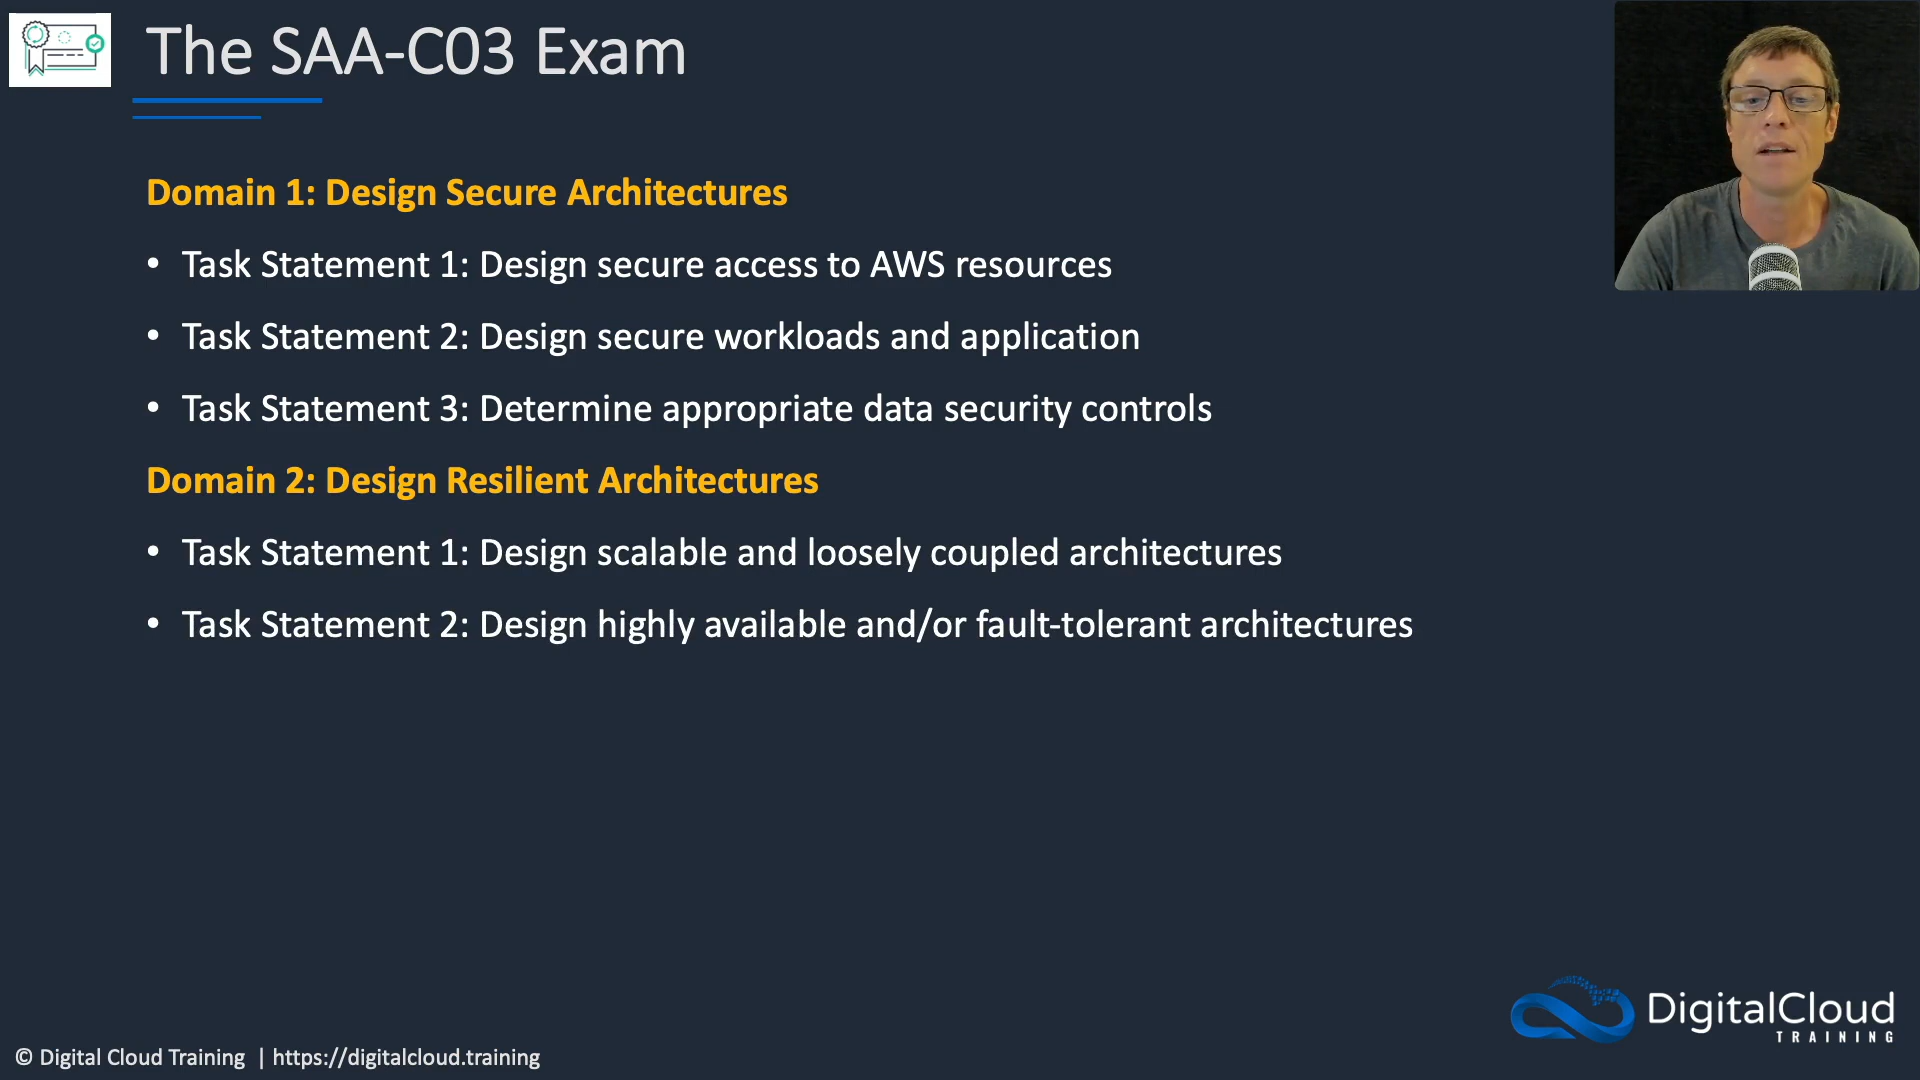 The SAA-C03 Exam
Domain 1: Design Secure Architectures
• Task Statement 1: Design secure access to AWS resources
• Task Statement 2: Design secure workloads and application
• Task Statement 3: Determine appropriate data security controls
Domain 2: Design Resilient Architectures
• Task Statement 1: Design scalable and loosely coupled architectures
• Task Statement 2: Design highly available and/or fault-tolerant architectures
DigitalCloud
TRAINING
© Digital Cloud Training | https://digitalcloud.training